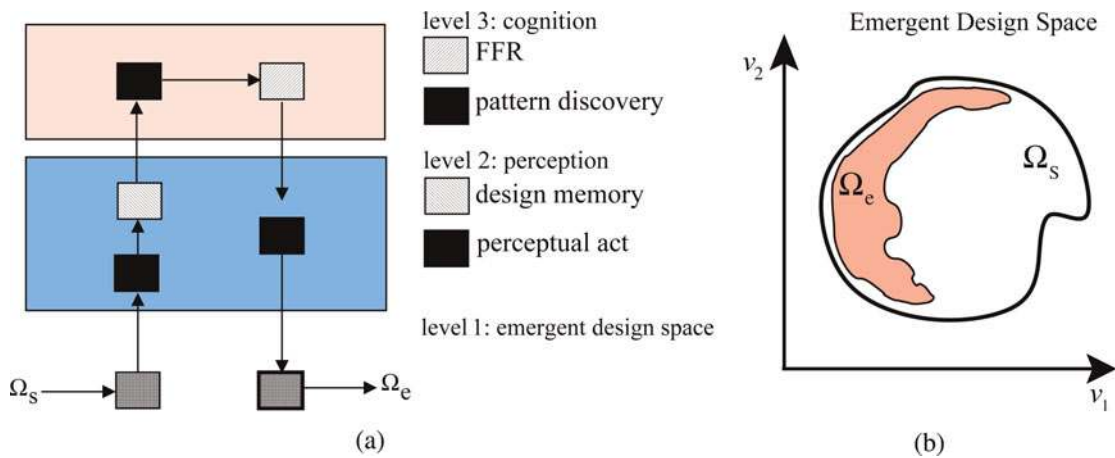 level 3: cognition
FFR
pattern discovery
level 2: perception
design memory
perceptual act
level 1: emergent design space
Ωs
Ωe
(a)
Emergent Design Space
v2
Ωs
Ωe
v1
(b)